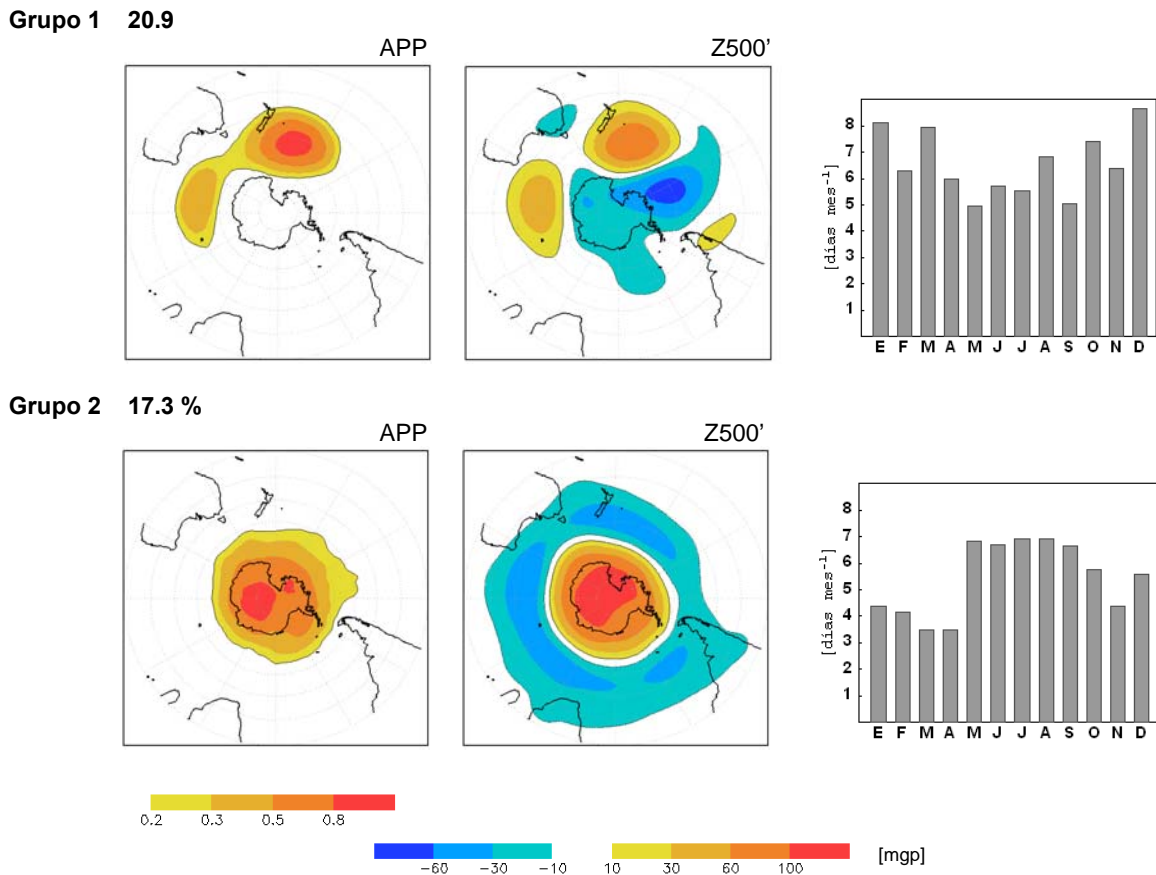 Grupo 1 20.9
APP
Z500’
8
7
6
5
4
3
2
1
[días mes⁻¹]
E F M A M J J A S O N D
Grupo 2 17.3 %
APP
Z500’
8
7
6
5
4
3
2
1
[días mes⁻¹]
E F M A M J J A S O N D
0.2 0.3 0.5 0.8
−60 −30 −10 10 30 60 100 [mgp]